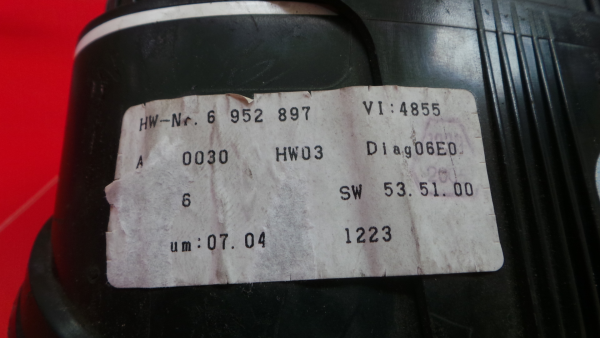 HW-Nr. 6 952 897 VI:4855
A 0030 HW03 Diag06E0
6 SW 53.51.00
um:07.04 1223